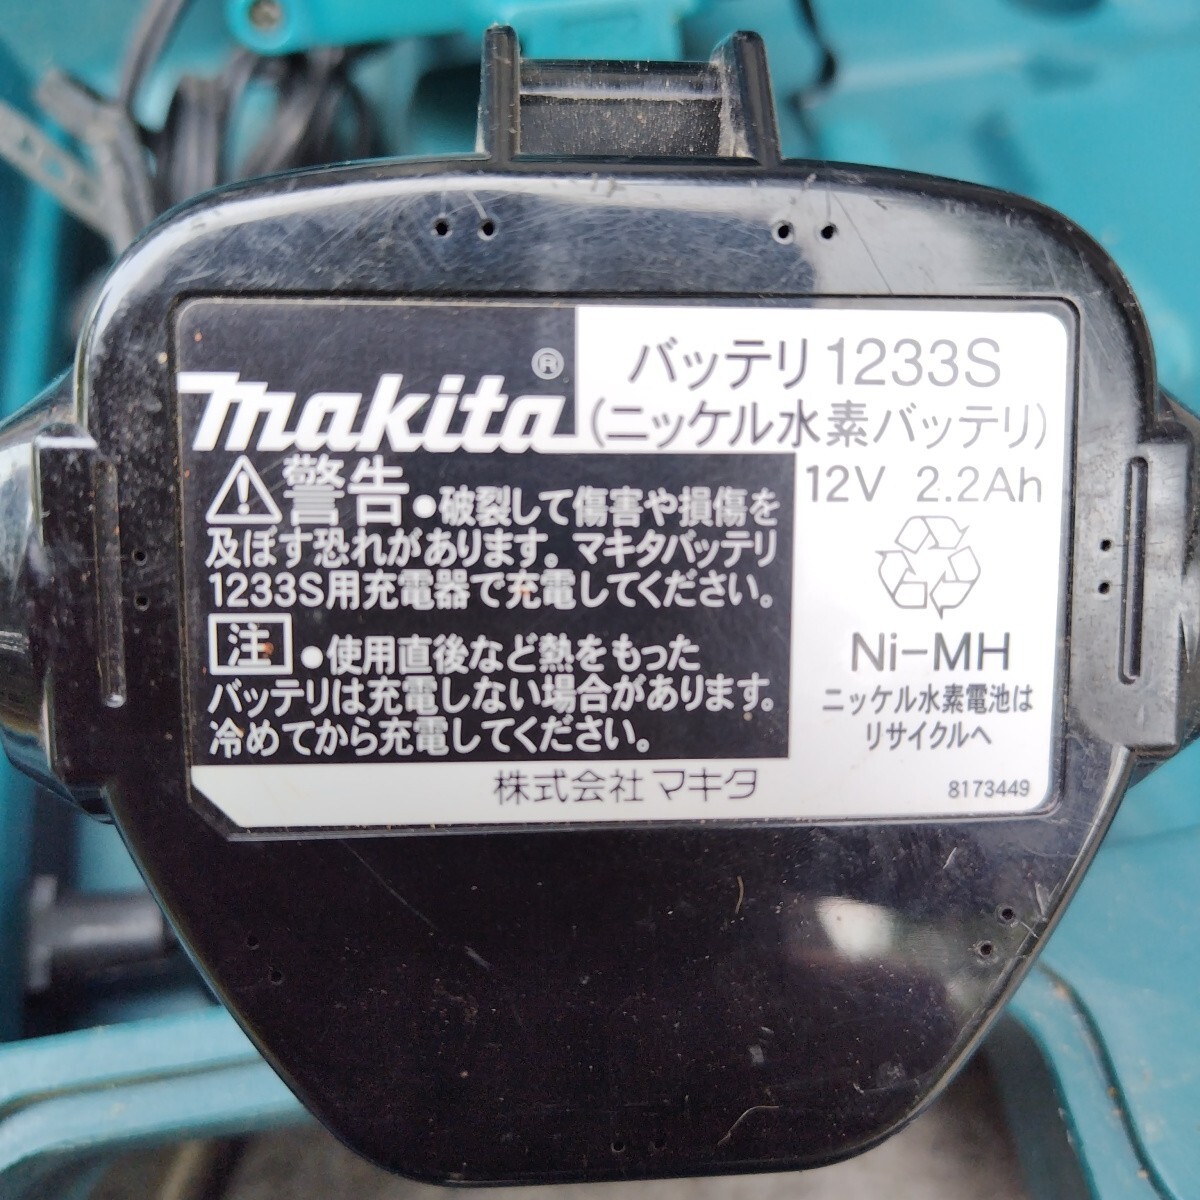 makita®
バッテリ 1233S
(ニッケル水素バッテリ)
12V 2.2Ah
警告 ●破裂して傷害や損傷を
及ぼす恐れがあります。マキタバッテリ
1233S用充電器で充電してください。
注 ●使用直後など熱をもった
バッテリは充電しない場合があります。
冷めてから充電してください。
Ni-MH
ニッケル水素電池は
リサイクルへ
株式会社 マキタ
8173449